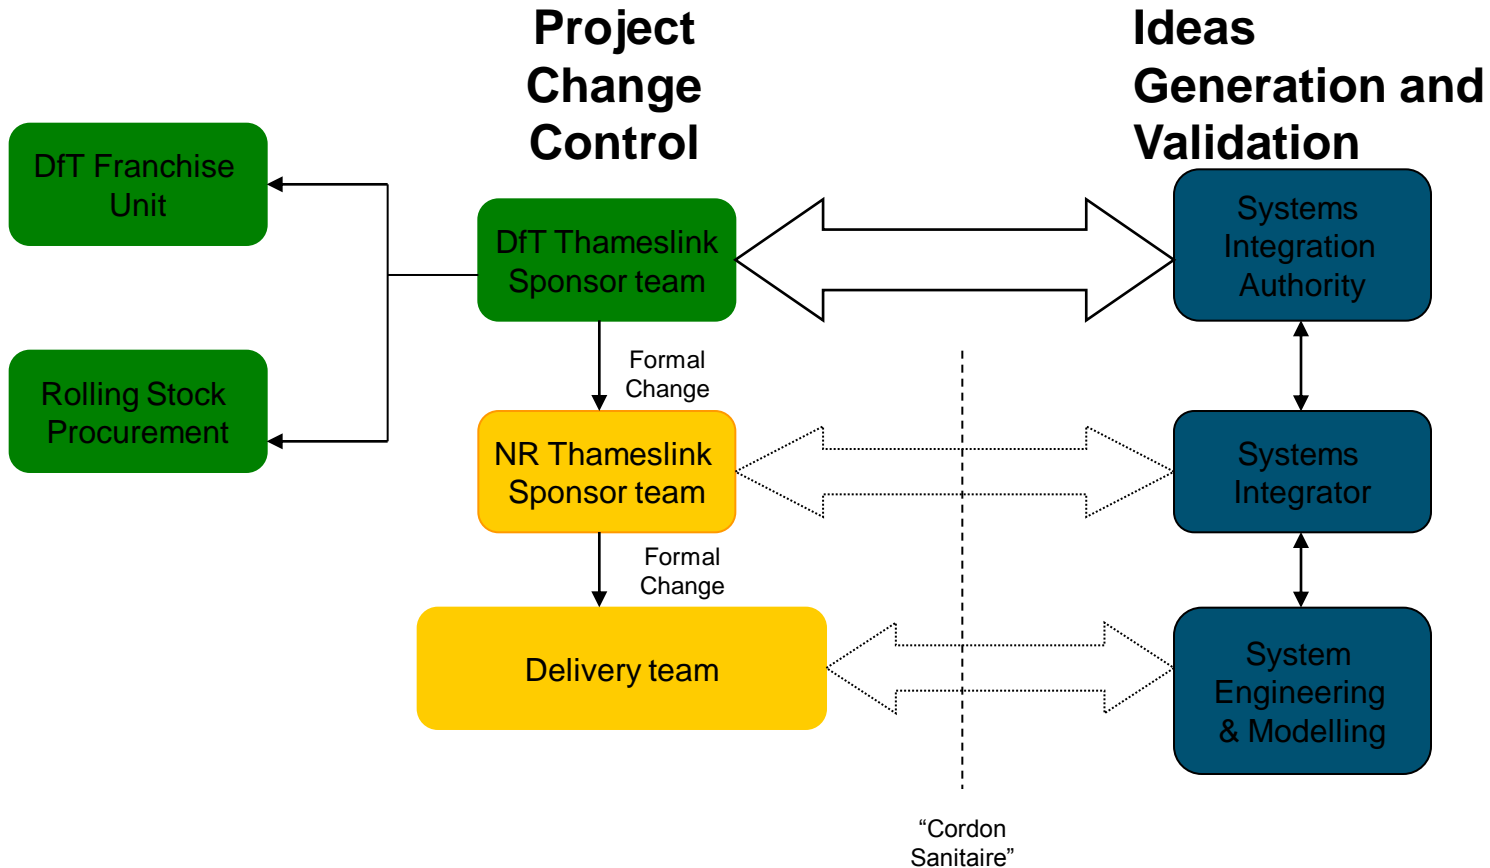 Project
Change
Control
Ideas
Generation and
Validation
DfT Franchise
Unit
DfT Thameslink
Sponsor team
Systems
Integration
Authority
Formal
Change
Rolling Stock
Procurement
NR Thameslink
Sponsor team
Systems
Integrator
Formal
Change
Delivery team
System
Engineering
& Modelling
“Cordon
Sanitaire”